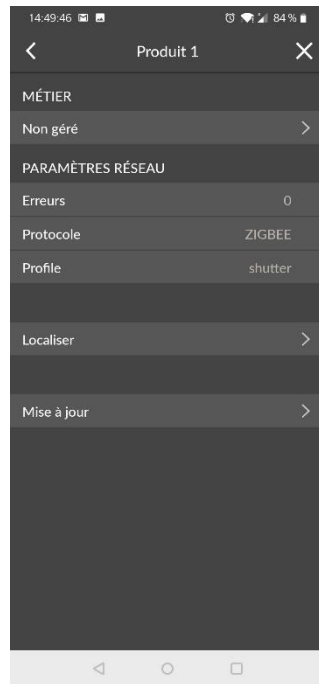 14:49:46 84 %
Produit 1
MÉTIER
Non géré
PARAMÈTRES RÉSEAU
Erreurs 0
Protocole ZIGBEE
Profile shutter
Localiser
Mise à jour